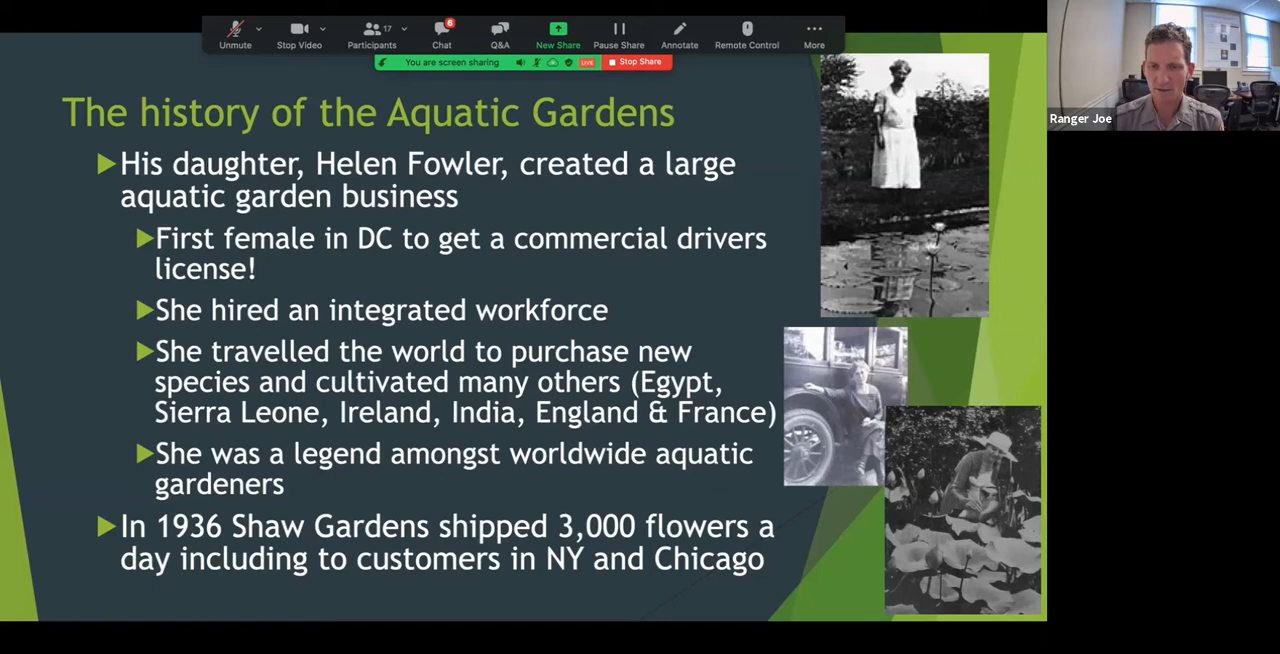 6
17
Unmute
Stop Video
Participants
Chat
Q&A
New Share
Pause Share
Annotate
Remote Control
More
You are screen sharing
LIVE
Stop Share
Ranger Joe
The history of the Aquatic Gardens
His daughter, Helen Fowler, created a large
aquatic garden business
First female in DC to get a commercial drivers
license!
She hired an integrated workforce
She travelled the world to purchase new
species and cultivated many others (Egypt,
Sierra Leone, Ireland, India, England & France)
She was a legend amongst worldwide aquatic
gardeners
In 1936 Shaw Gardens shipped 3,000 flowers a
day including to customers in NY and Chicago